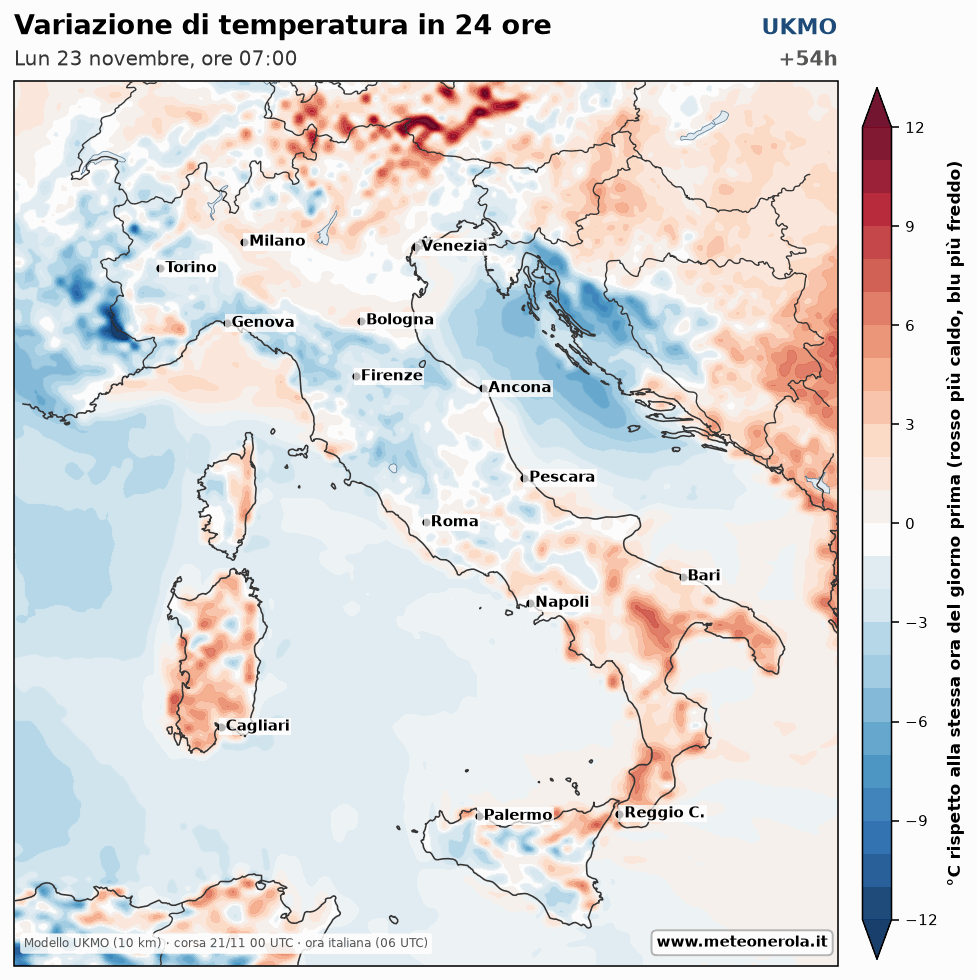 Variazione di temperatura in 24 ore
UKMO
Lun 23 novembre, ore 07:00
+54h
Milano
Venezia
Torino
Genova
Bologna
Firenze
Ancona
Pescara
Roma
Bari
Napoli
Cagliari
Palermo
Reggio C.
12
9
6
3
0
−3
−6
−9
−12
°C rispetto alla stessa ora del giorno prima (rosso più caldo, blu più freddo)
Modello UKMO (10 km) · corsa 21/11 00 UTC · ora italiana (06 UTC)
www.meteonerola.it